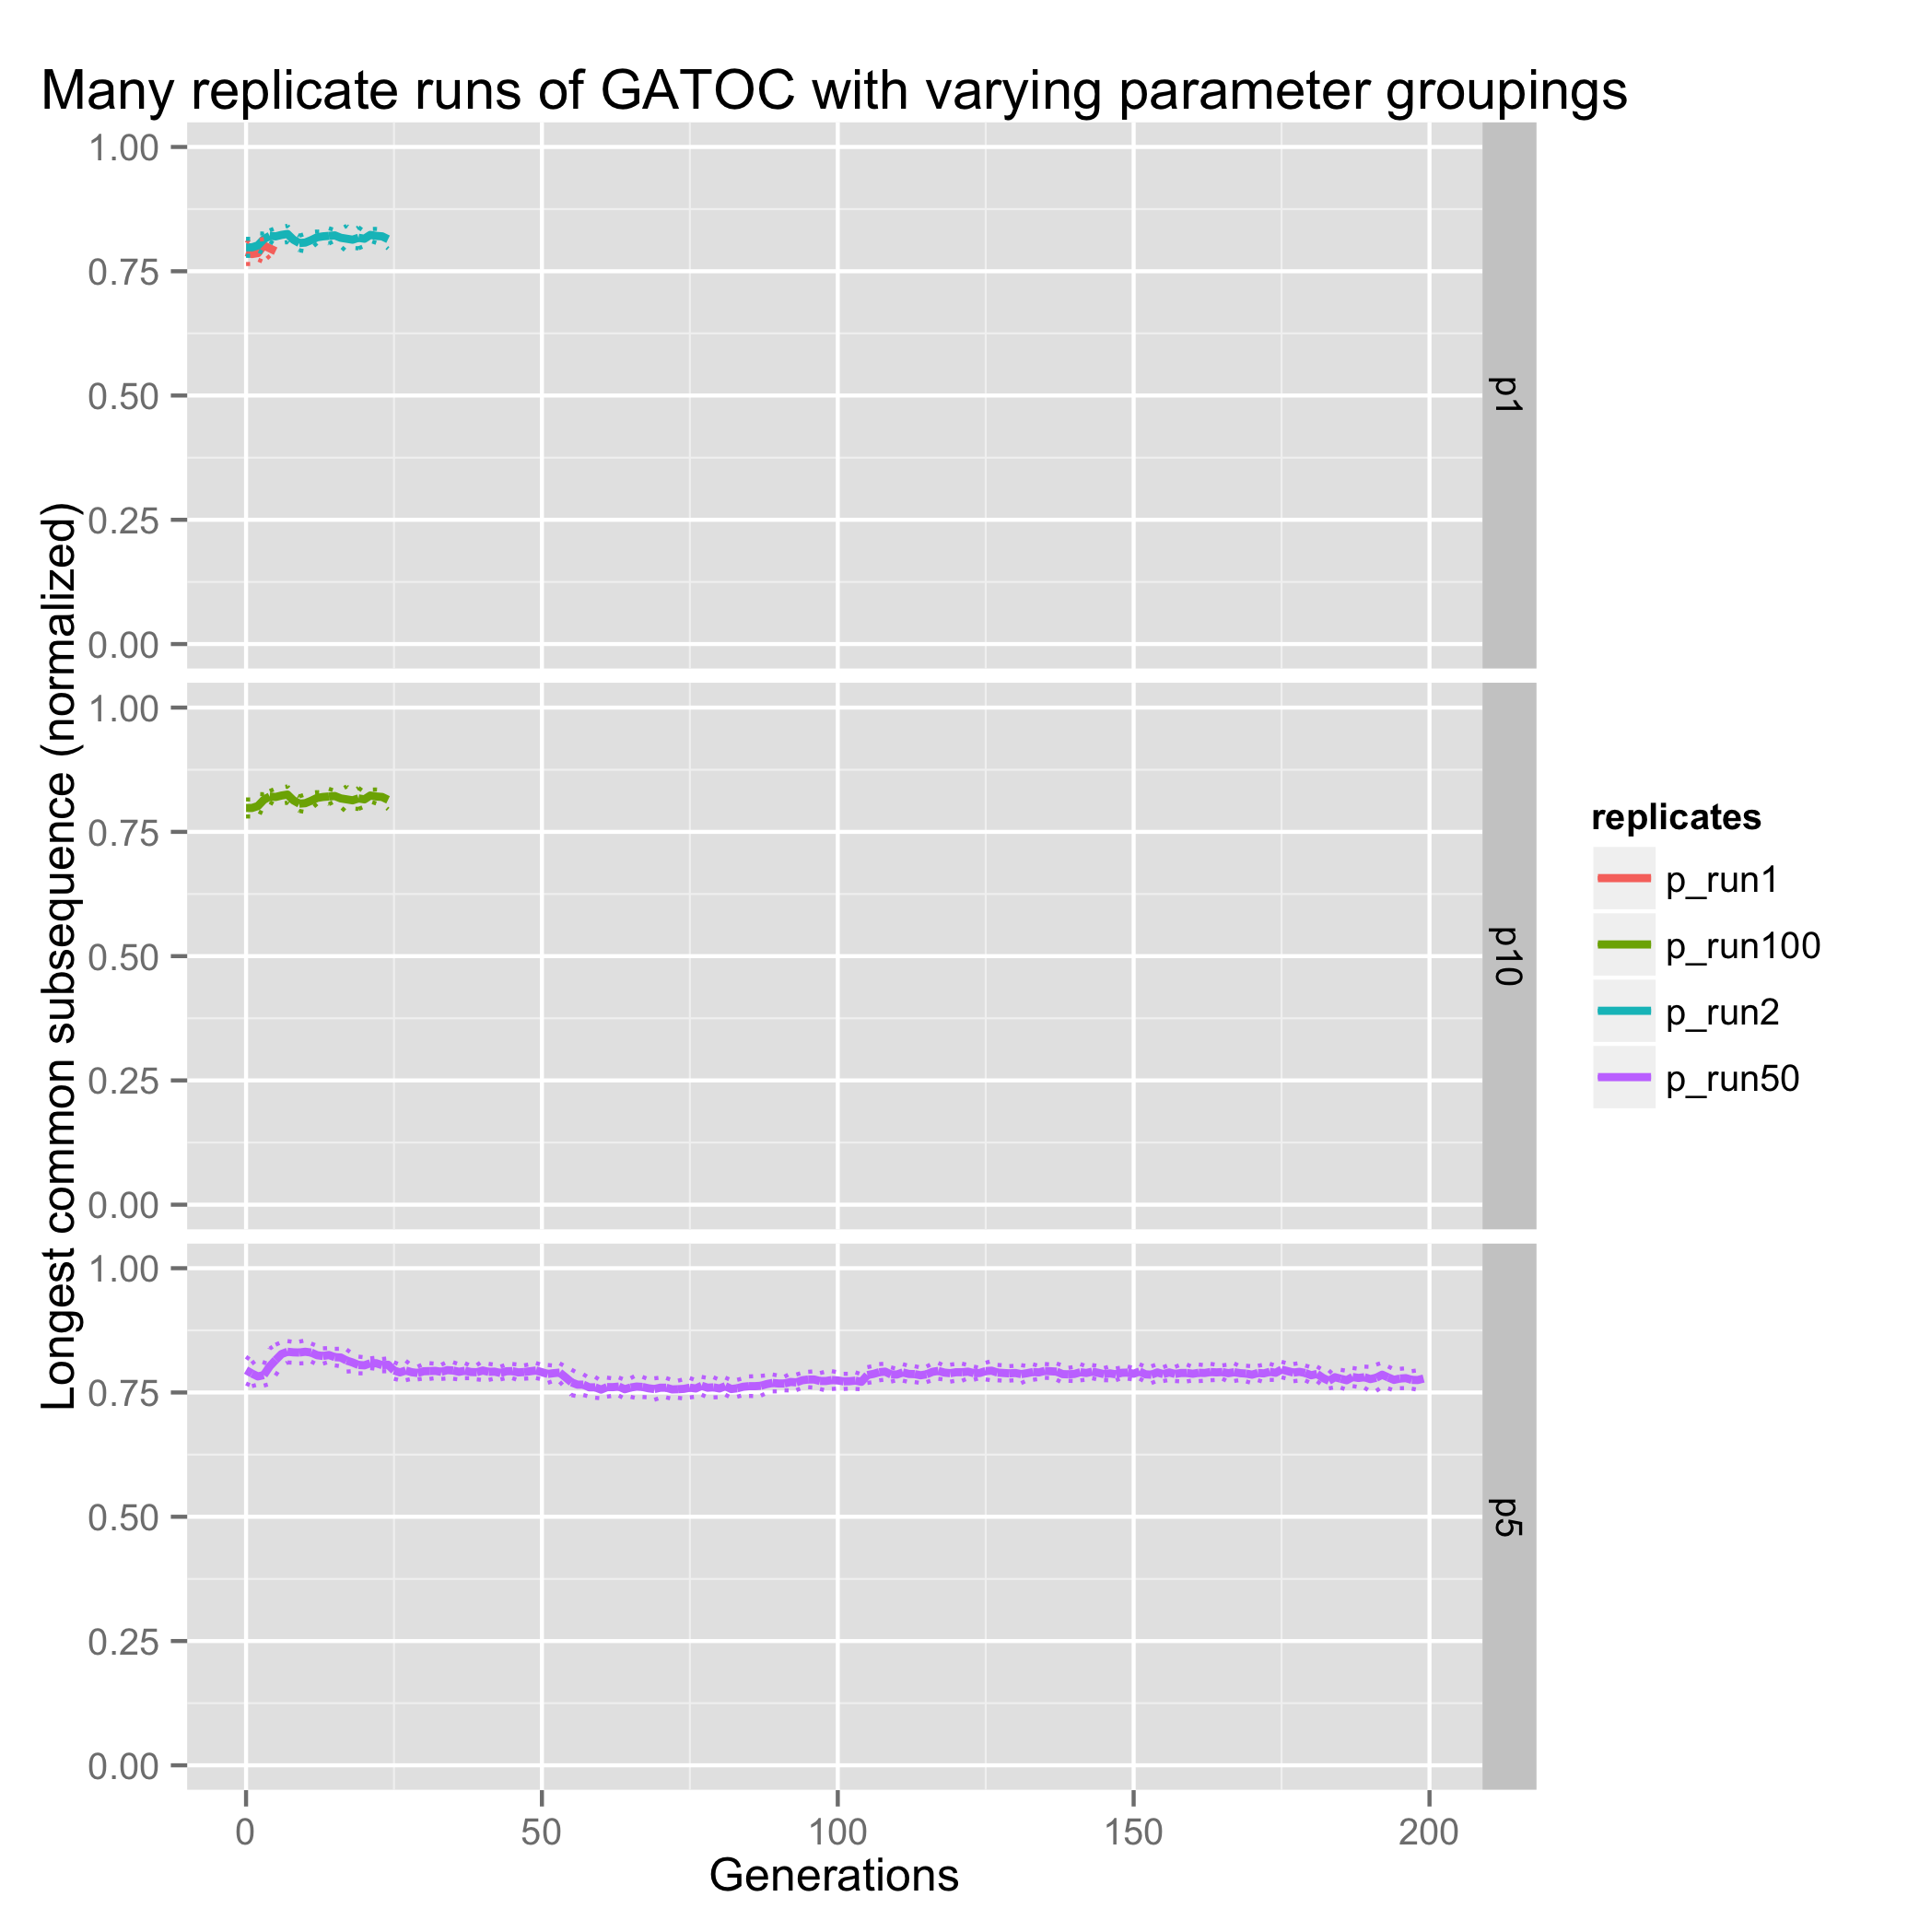 Many replicate runs of GATOC with varying parameter groupings
Longest common subsequence (normalized)
1.00
0.75
0.50
0.25
0.00
p1
1.00
0.75
0.50
0.25
0.00
p10
1.00
0.75
0.50
0.25
0.00
p5
0 50 100 150 200
Generations
replicates
p_run1
p_run100
p_run2
p_run50